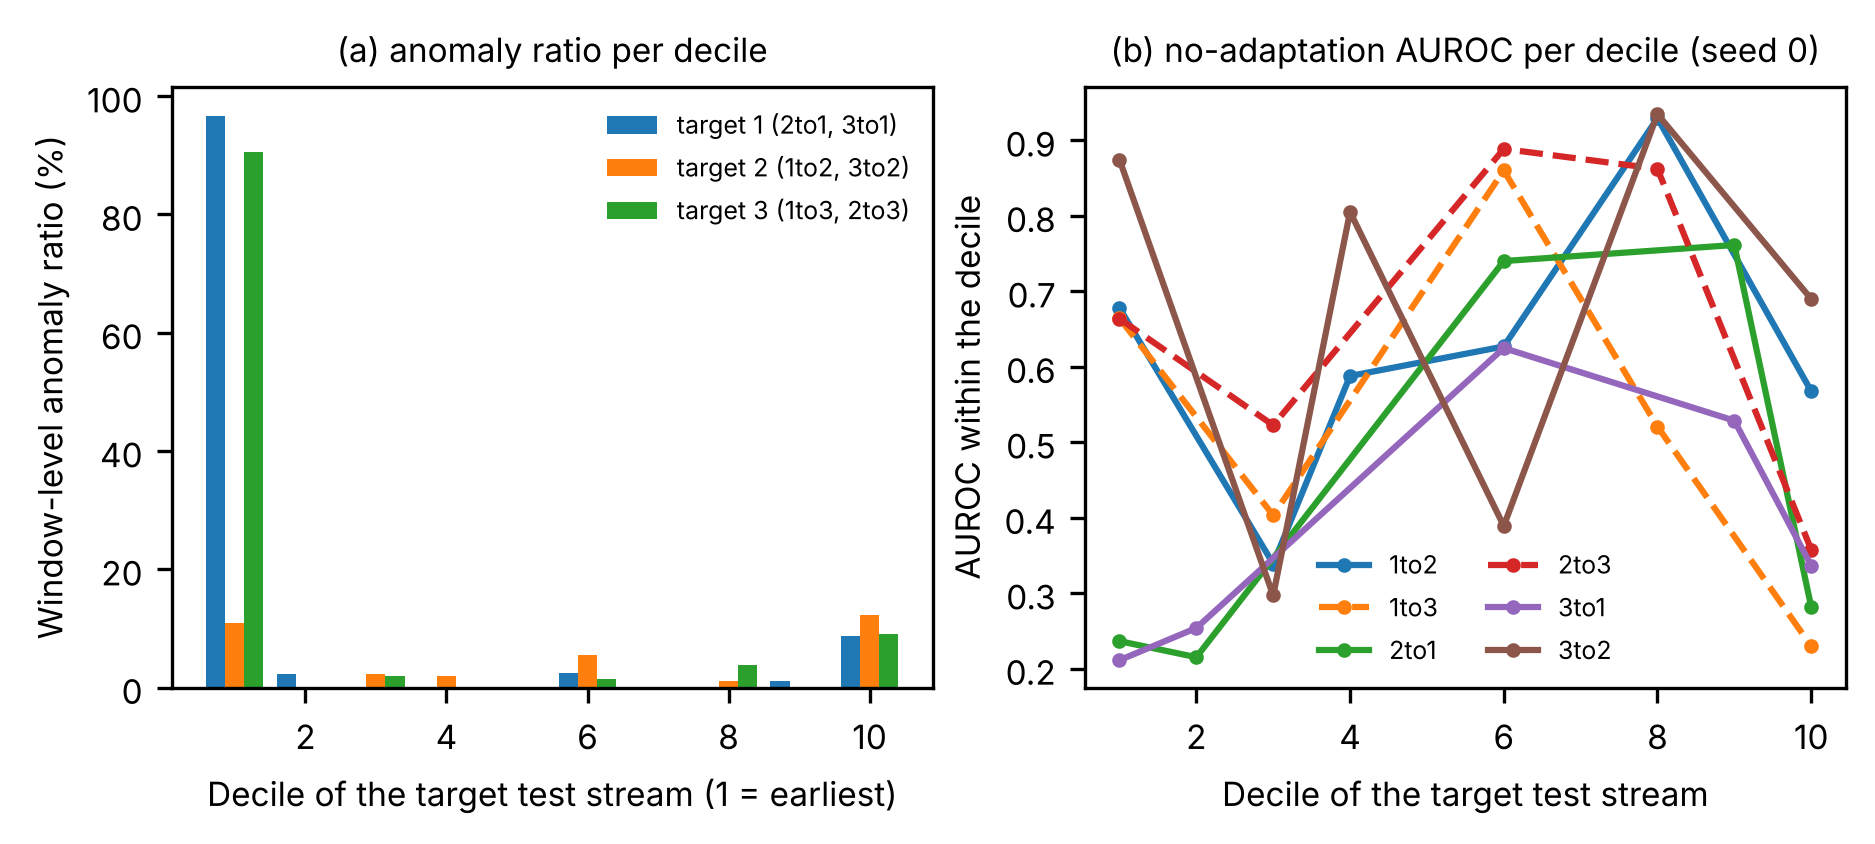 (a) anomaly ratio per decile
Window-level anomaly ratio (%)
100
80
60
40
20
0
target 1 (2to1, 3to1)
target 2 (1to2, 3to2)
target 3 (1to3, 2to3)
2 4 6 8 10
Decile of the target test stream (1 = earliest)
(b) no-adaptation AUROC per decile (seed 0)
AUROC within the decile
0.9
0.8
0.7
0.6
0.5
0.4
0.3
0.2
1to2
1to3
2to1
2to3
3to1
3to2
2 4 6 8 10
Decile of the target test stream